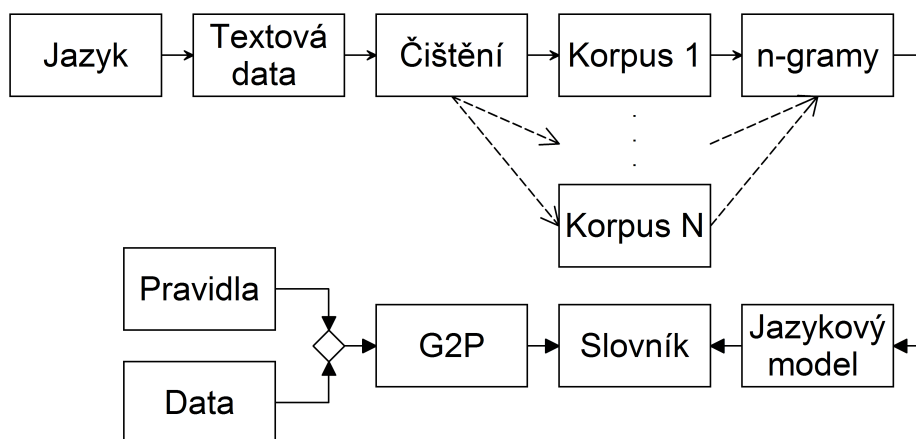 Jazyk
Textová
data
Čištění
Korpus 1
n-gramy
Korpus N
Pravidla
G2P
Slovník
Jazykový
model
Data